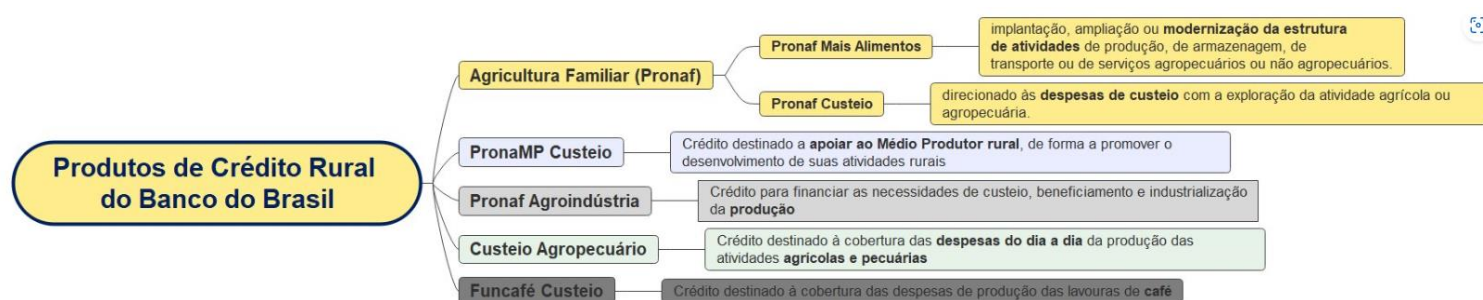 Produtos de Crédito Rural
do Banco do Brasil
Agricultura Familiar (Pronaf)
Pronaf Mais Alimentos
implantação, ampliação ou modernização da estrutura
de atividades de produção, de armazenagem, de
transporte ou de serviços agropecuários ou não agropecuários.
Pronaf Custeio
direcionado às despesas de custeio com a exploração da atividade agrícola ou
agropecuária.
PronaMP Custeio
Crédito destinado a apoiar ao Médio Produtor rural, de forma a promover o
desenvolvimento de suas atividades rurais
Pronaf Agroindústria
Crédito para financiar as necessidades de custeio, beneficiamento e industrialização
da produção
Custeio Agropecuário
Crédito destinado à cobertura das despesas do dia a dia da produção das
atividades agrícolas e pecuárias
Funcafé Custeio
Crédito destinado à cobertura das despesas de produção das lavouras de café